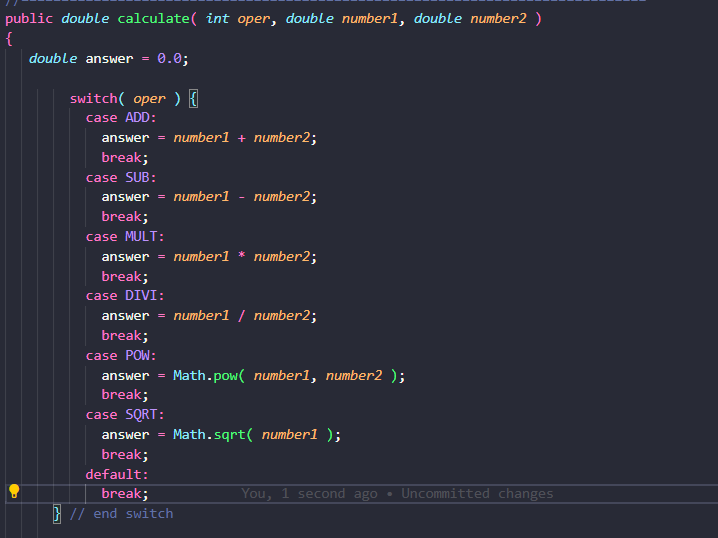 //------------------------------------------------------------------------------
public double calculate( int oper, double number1, double number2 )
{
double answer = 0.0;
switch( oper ) {
case ADD:
answer = number1 + number2;
break;
case SUB:
answer = number1 - number2;
break;
case MULT:
answer = number1 * number2;
break;
case DIVI:
answer = number1 / number2;
break;
case POW:
answer = Math.pow( number1, number2 );
break;
case SQRT:
answer = Math.sqrt( number1 );
break;
default:
break; You, 1 second ago • Uncommitted changes
} // end switch